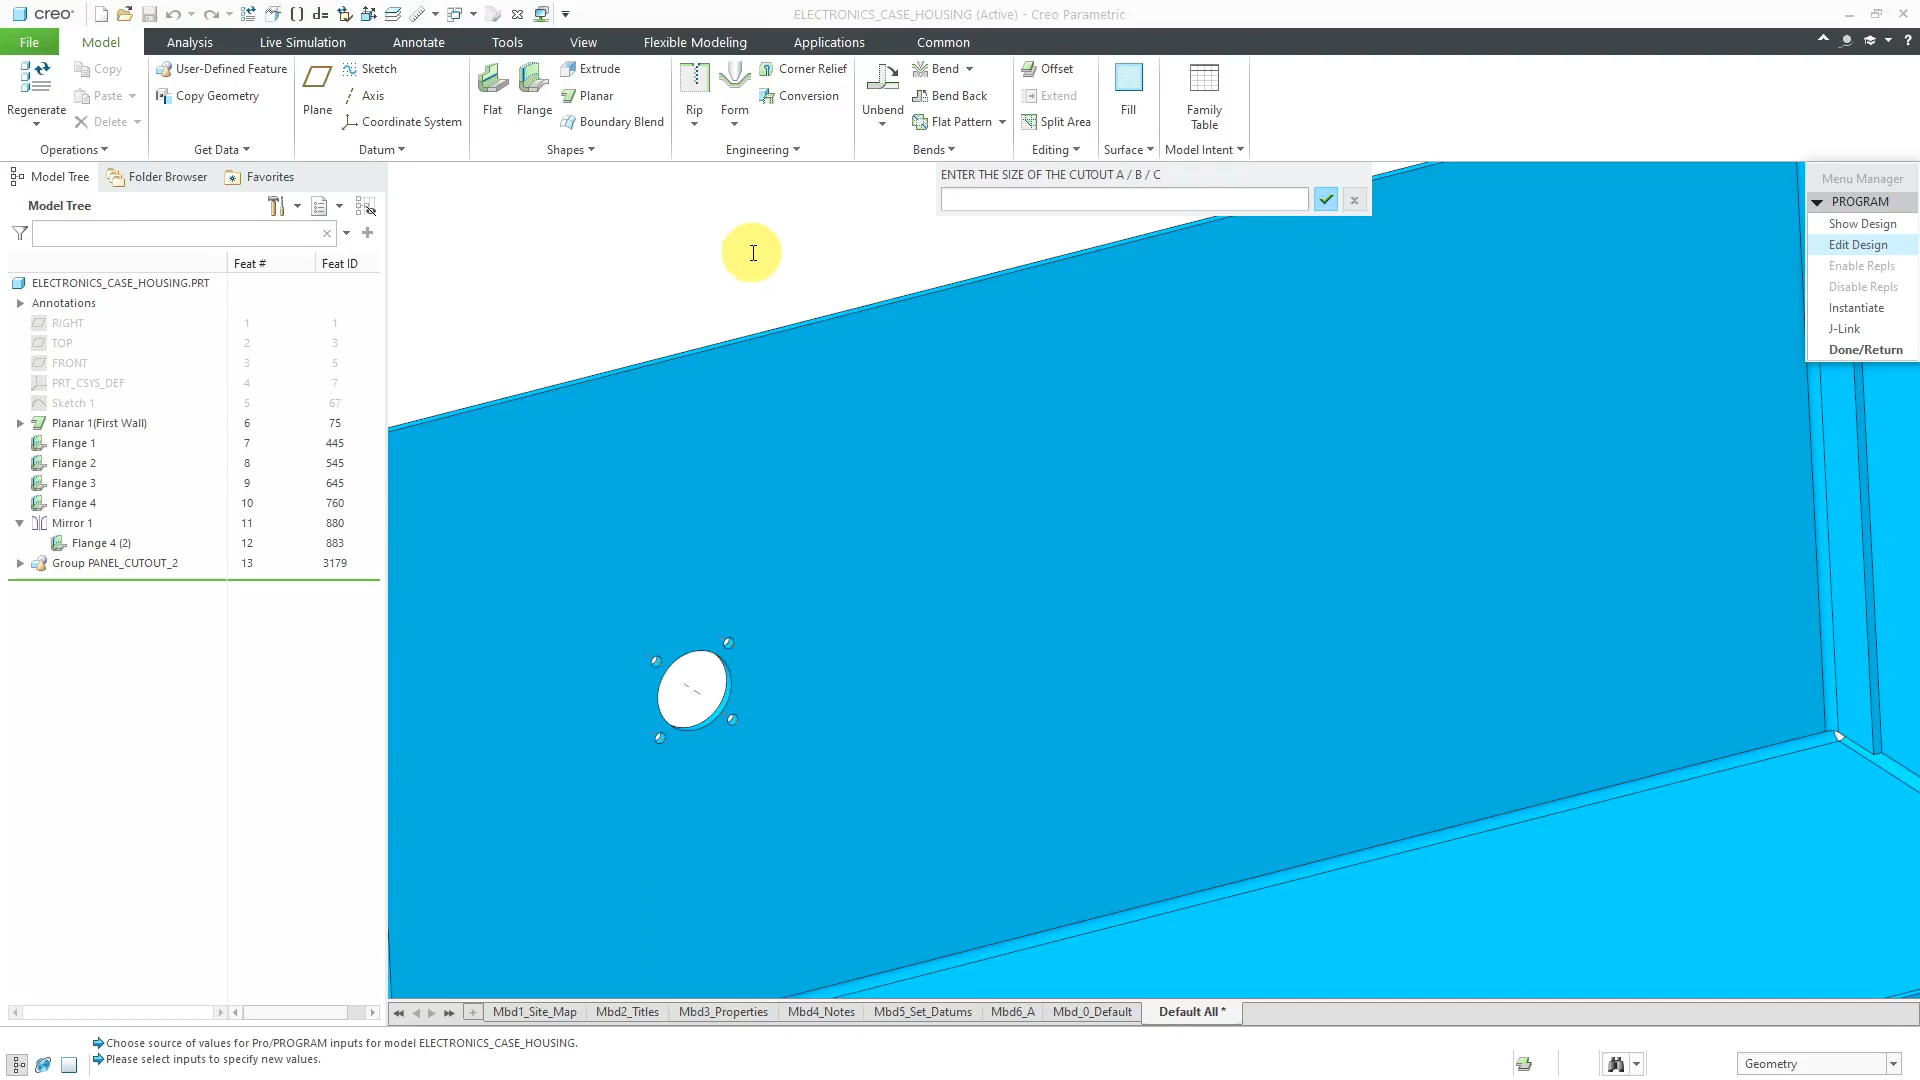 creo
ELECTRONICS_CASE_HOUSING (Active) - Creo Parametric
File Model Analysis Live Simulation Annotate Tools View Flexible Modeling Applications Common
Regenerate
Copy
Paste
Delete
User-Defined Feature
Copy Geometry
Plane
Sketch
Axis
Coordinate System
Flat
Flange
Extrude
Planar
Boundary Blend
Rip
Form
Corner Relief
Conversion
Unbend
Bend
Bend Back
Flat Pattern
Offset
Extend
Split Area
Fill
Family
Table
Operations Get Data Datum Shapes Engineering Bends Editing Surface Model Intent
Model Tree Folder Browser Favorites
Model Tree
Feat # Feat ID
ELECTRONICS_CASE_HOUSING.PRT
Annotations
RIGHT 1 1
TOP 2 3
FRONT 3 5
PRT_CSYS_DEF 4 7
Sketch 1 5 67
Planar 1(First Wall) 6 75
Flange 1 7 445
Flange 2 8 545
Flange 3 9 645
Flange 4 10 760
Mirror 1 11 880
Flange 4 (2) 12 883
Group PANEL_CUTOUT_2 13 3179
ENTER THE SIZE OF THE CUTOUT A / B / C
Menu Manager
PROGRAM
Show Design
Edit Design
Enable Repls
Disable Repls
Instantiate
J-Link
Done/Return
Mbd1_Site_Map Mbd2_Titles Mbd3_Properties Mbd4_Notes Mbd5_Set_Datums Mbd6_A Mbd_0_Default Default All *
Choose source of values for Pro/PROGRAM inputs for model ELECTRONICS_CASE_HOUSING.
Please select inputs to specify new values.
Geometry